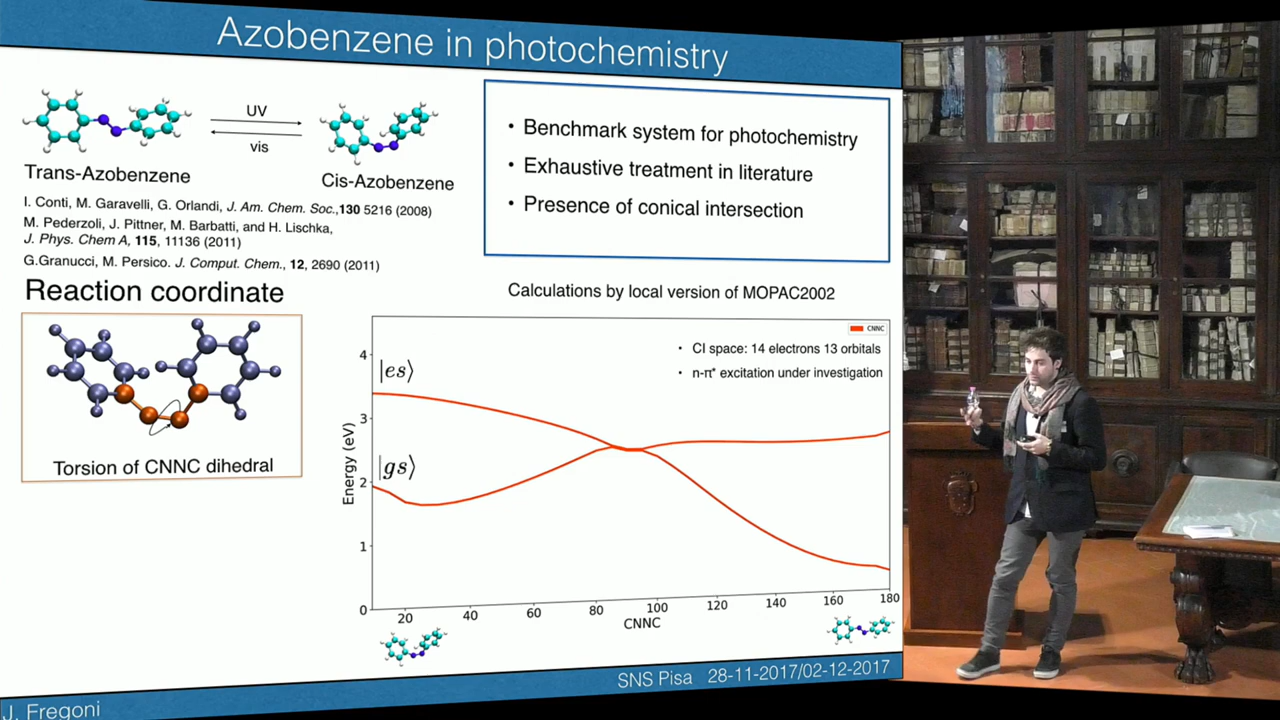 Azobenzene in photochemistry
UV
vis
Trans-Azobenzene
Cis-Azobenzene
I. Conti, M. Garavelli, G. Orlandi, J. Am. Chem. Soc.,130 5216 (2008)
M. Pederzoli, J. Pittner, M. Barbatti, and H. Lischka,
J. Phys. Chem A, 115, 11136 (2011)
G.Granucci, M. Persico. J. Comput. Chem., 12, 2690 (2011)
• Benchmark system for photochemistry
• Exhaustive treatment in literature
• Presence of conical intersection
Reaction coordinate
Torsion of CNNC dihedral
Calculations by local version of MOPAC2002
CNNC
• CI space: 14 electrons 13 orbitals
• n-π* excitation under investigation
|es⟩
|gs⟩
Energy (eV)
4
3
2
1
0
20 40 60 80 100 120 140 160 180
CNNC
SNS Pisa 28-11-2017/02-12-2017
J. Fregoni